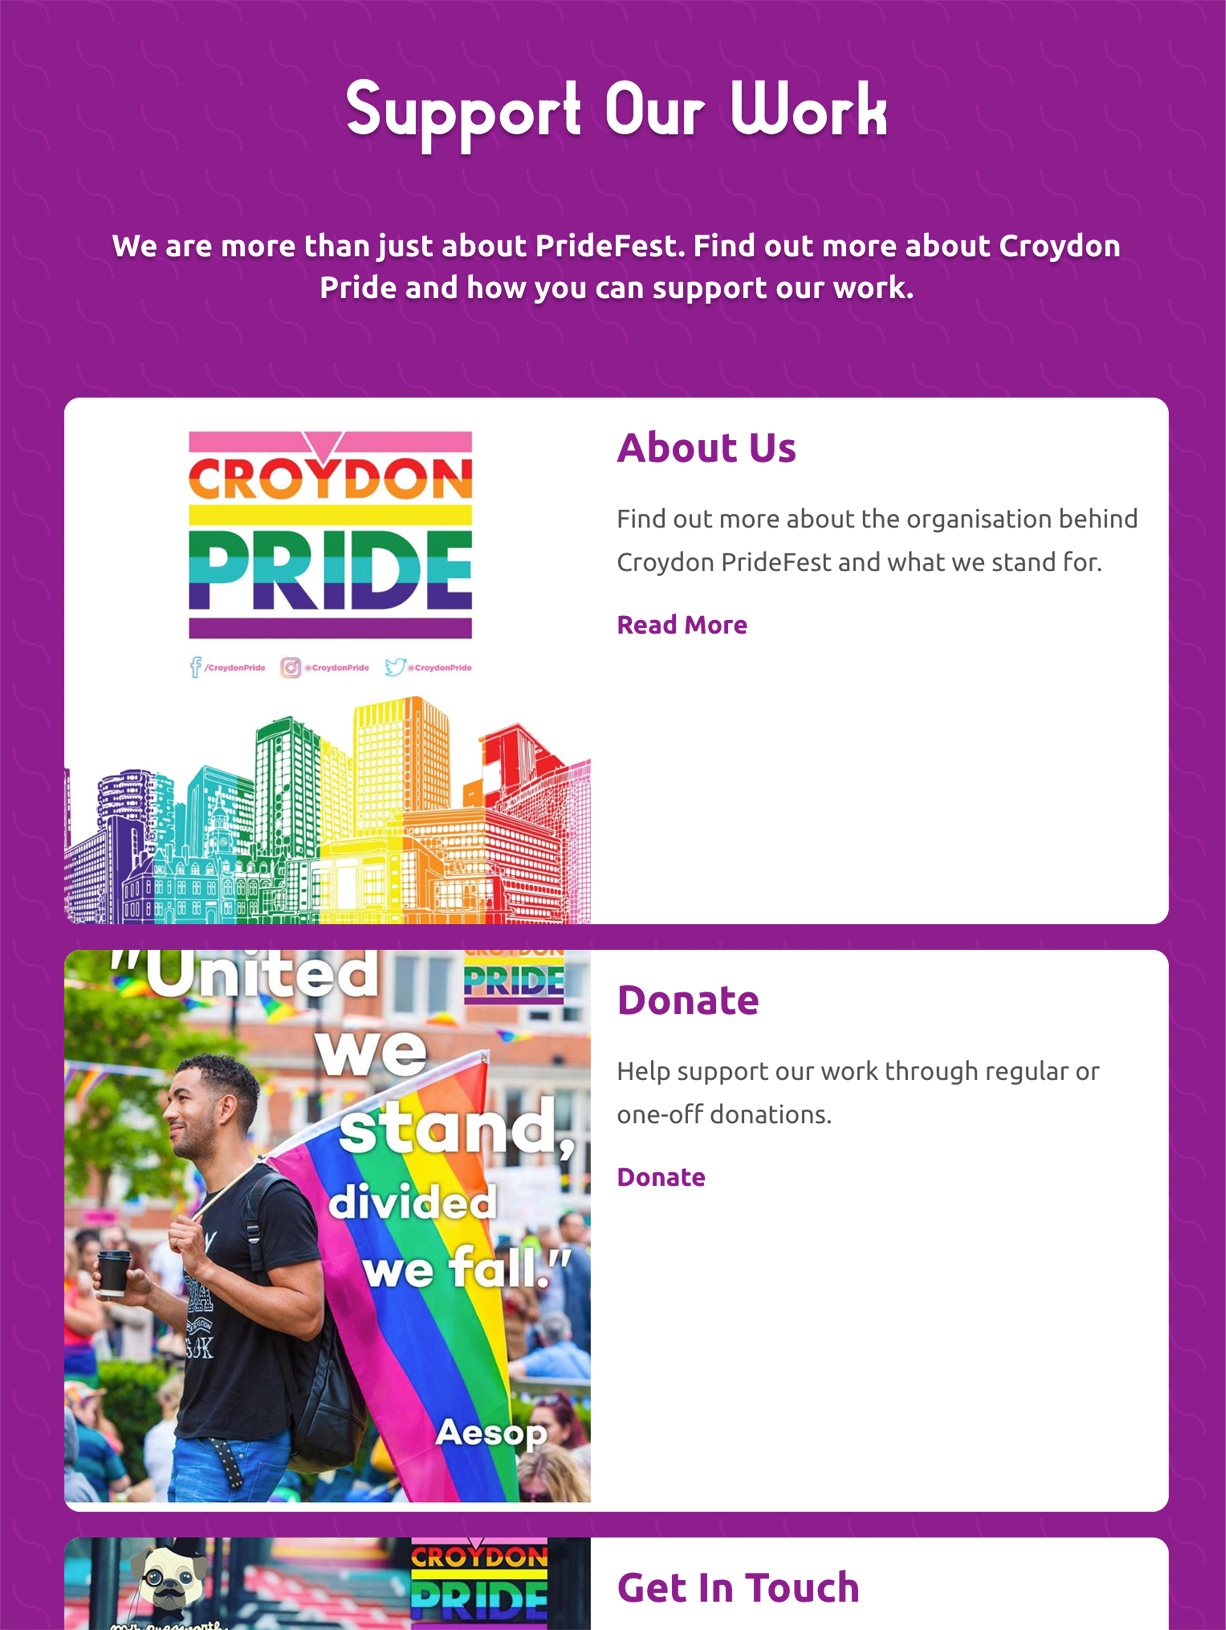 Support Our Work
We are more than just about PrideFest. Find out more about Croydon
Pride and how you can support our work.
CROYDON
PRIDE
/CroydonPride @CroydonPride @CroydonPride
About Us
Find out more about the organisation behind
Croydon PrideFest and what we stand for.
Read More
"United
we
stand,
divided
we fall."
Aesop
CROYDON
PRIDE
Donate
Help support our work through regular or
one-off donations.
Donate
CROYDON
PRIDE
Get In Touch